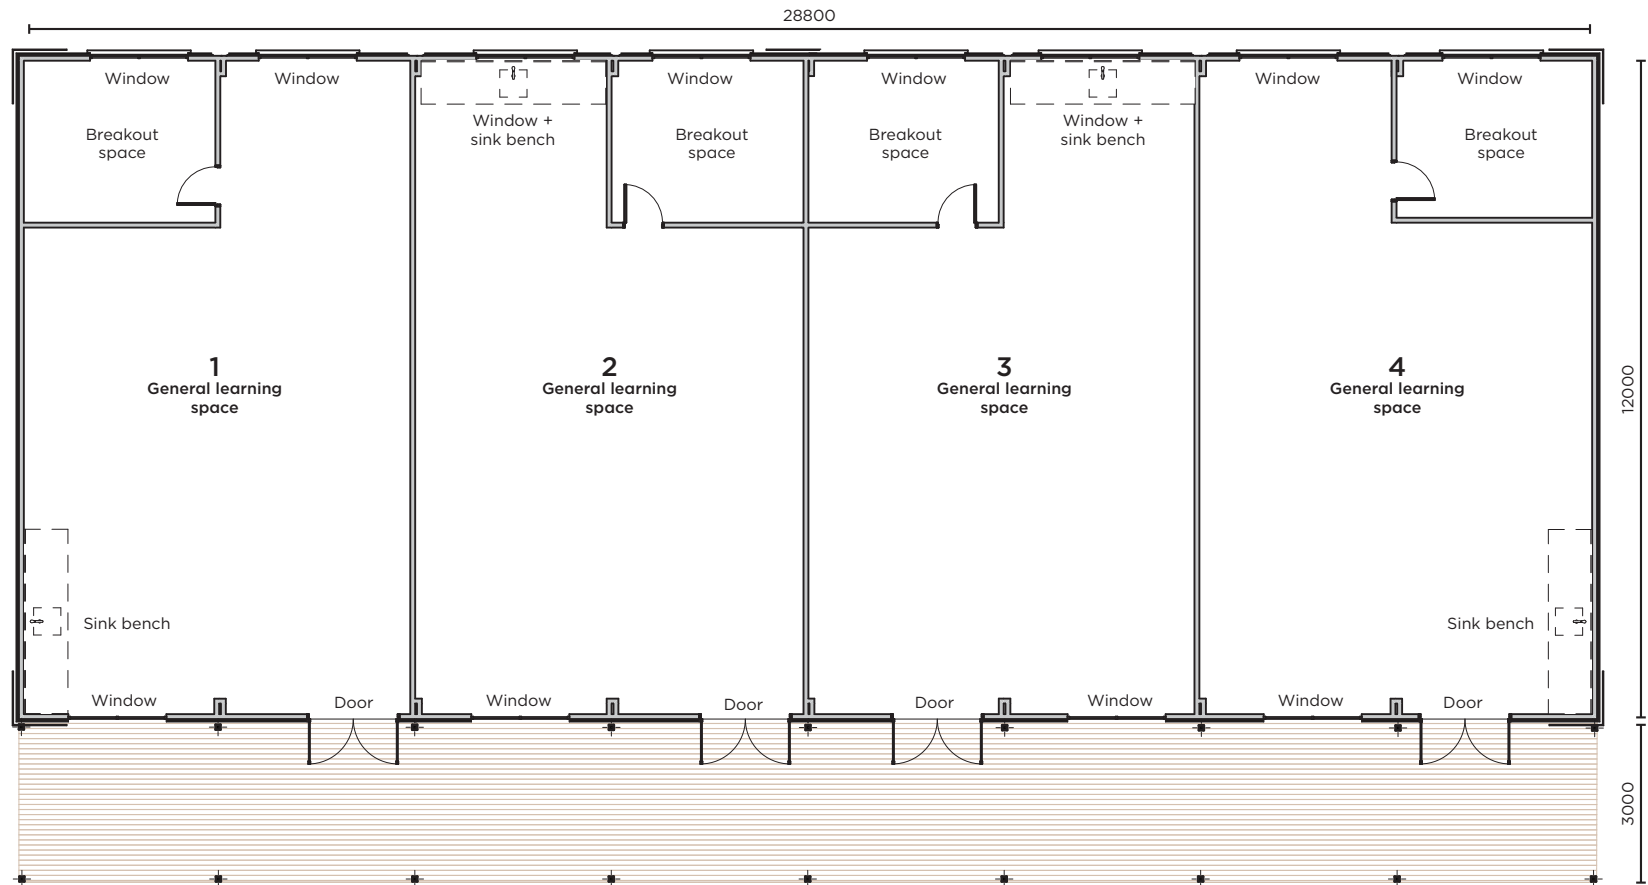 28800
Window
Window
Window
Window
Window
Window
Window +
sink bench
Window +
sink bench
Breakout
space
Breakout
space
Breakout
space
Breakout
space
1
General learning
space
2
General learning
space
3
General learning
space
4
General learning
space
12000
Sink bench
Sink bench
Window
Door
Window
Door
Door
Window
Window
Door
3000